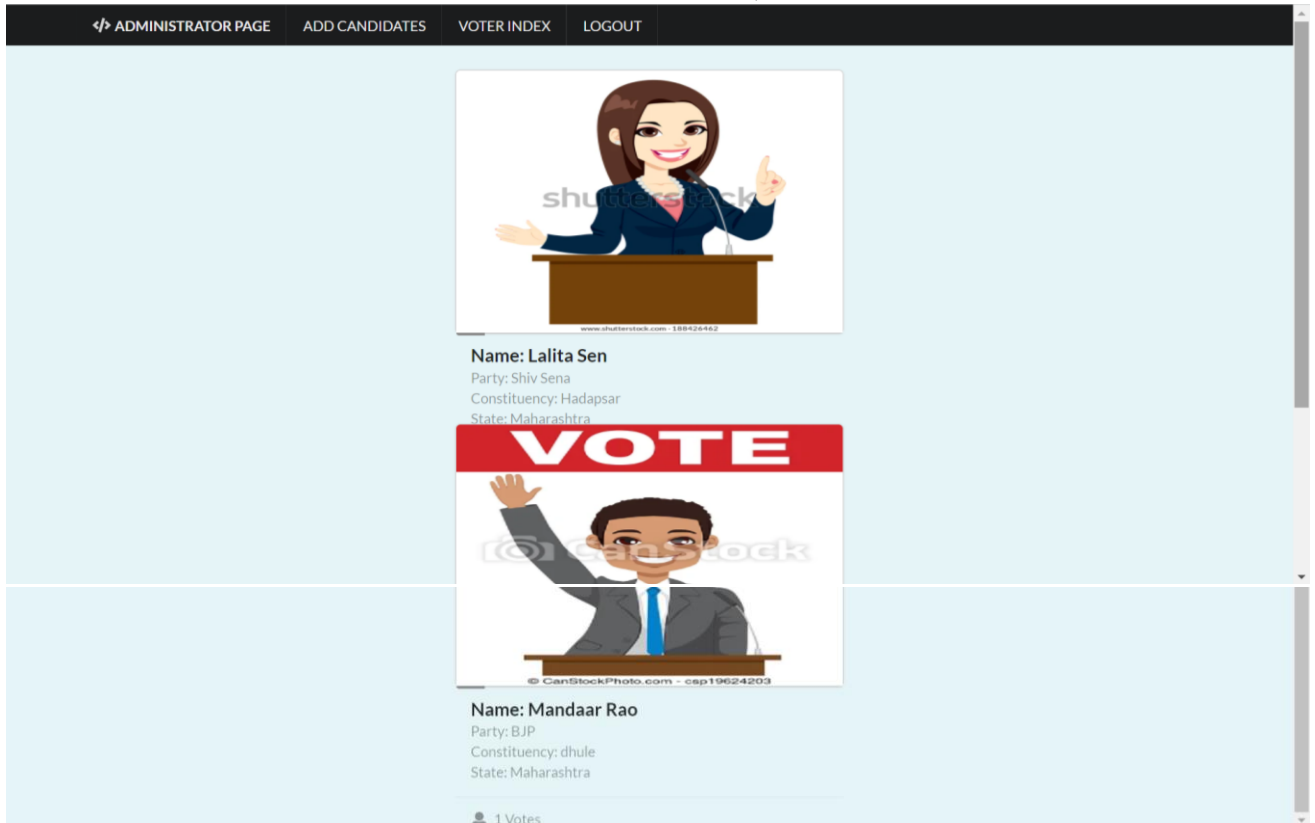 </> ADMINISTRATOR PAGE ADD CANDIDATES VOTER INDEX LOGOUT
shutterstock
www.shutterstock.com · 188426462
Name: Lalita Sen
Party: Shiv Sena
Constituency: Hadapsar
State: Maharashtra
VOTE
CanStock
© CanStockPhoto.com - csp19624203
Name: Mandaar Rao
Party: BJP
Constituency: dhule
State: Maharashtra
1 Votes